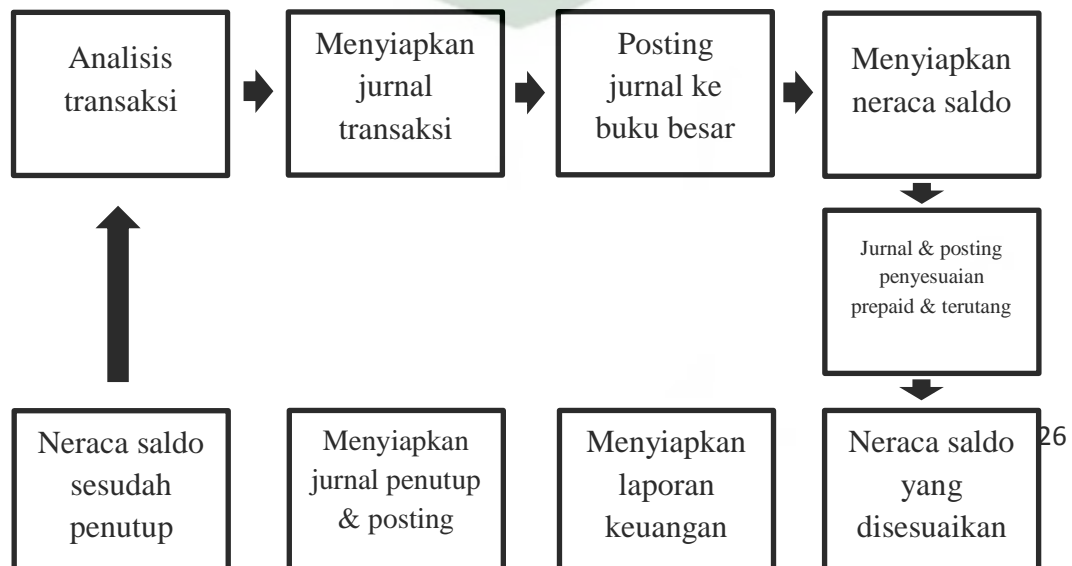 Analisis
transaksi
Menyiapkan
jurnal
transaksi
Posting
jurnal ke
buku besar
Menyiapkan
neraca saldo
Jurnal & posting
penyesuaian
prepaid & terutang
Neraca saldo
sesudah
penutup
Menyiapkan
jurnal penutup
& posting
Menyiapkan
laporan
keuangan
Neraca saldo
yang
disesuaikan
26